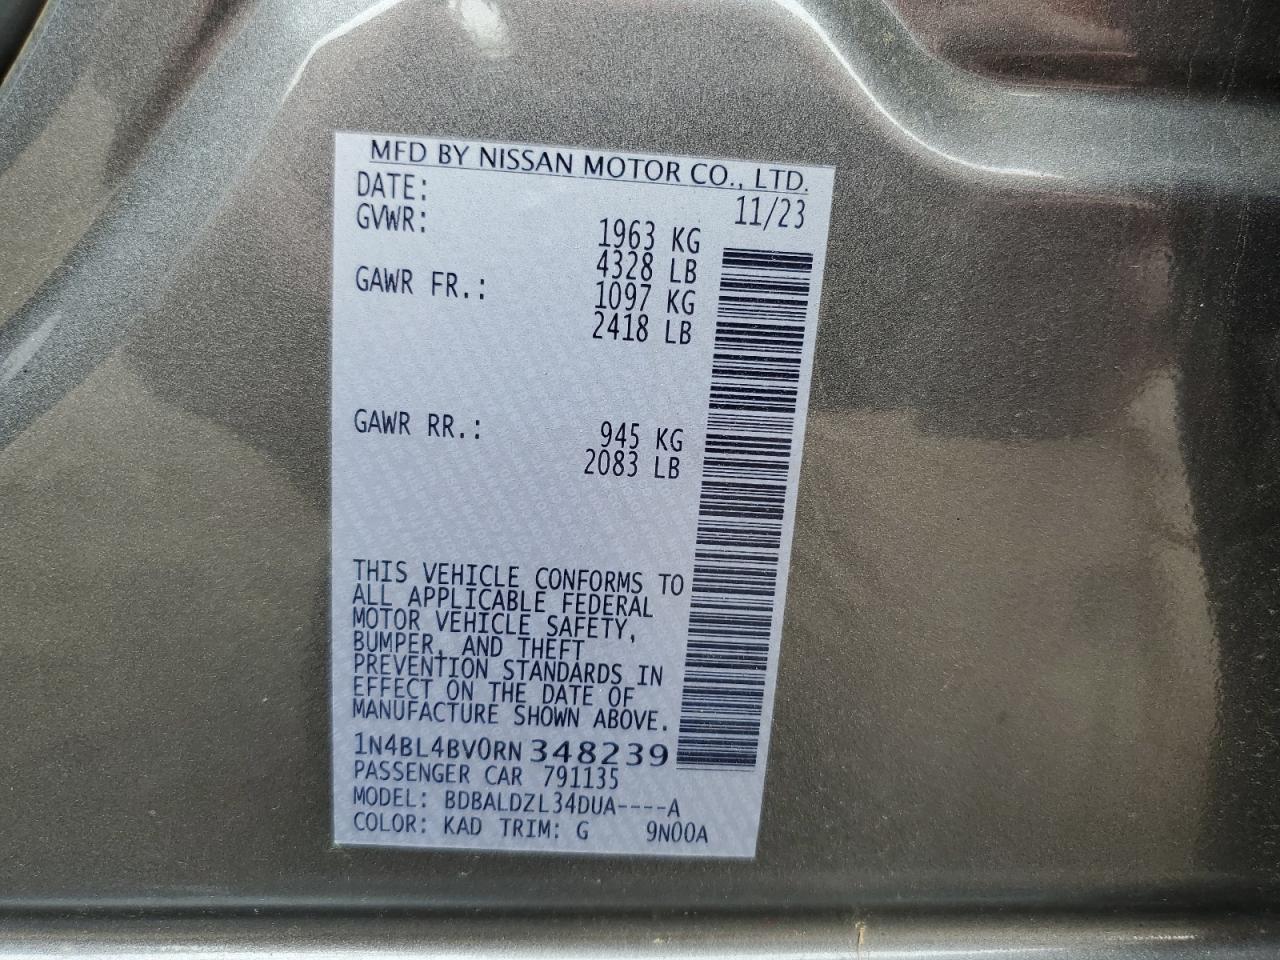 MFD BY NISSAN MOTOR CO., LTD.
DATE: 11/23
GVWR: 1963 KG
4328 LB
GAWR FR.: 1097 KG
2418 LB
GAWR RR.: 945 KG
2083 LB
THIS VEHICLE CONFORMS TO
ALL APPLICABLE FEDERAL
MOTOR VEHICLE SAFETY,
BUMPER, AND THEFT
PREVENTION STANDARDS IN
EFFECT ON THE DATE OF
MANUFACTURE SHOWN ABOVE.
1N4BL4BV0RN348239
PASSENGER CAR 791135
MODEL: BDBALDZL34DUA----A
COLOR: KAD TRIM: G 9N00A